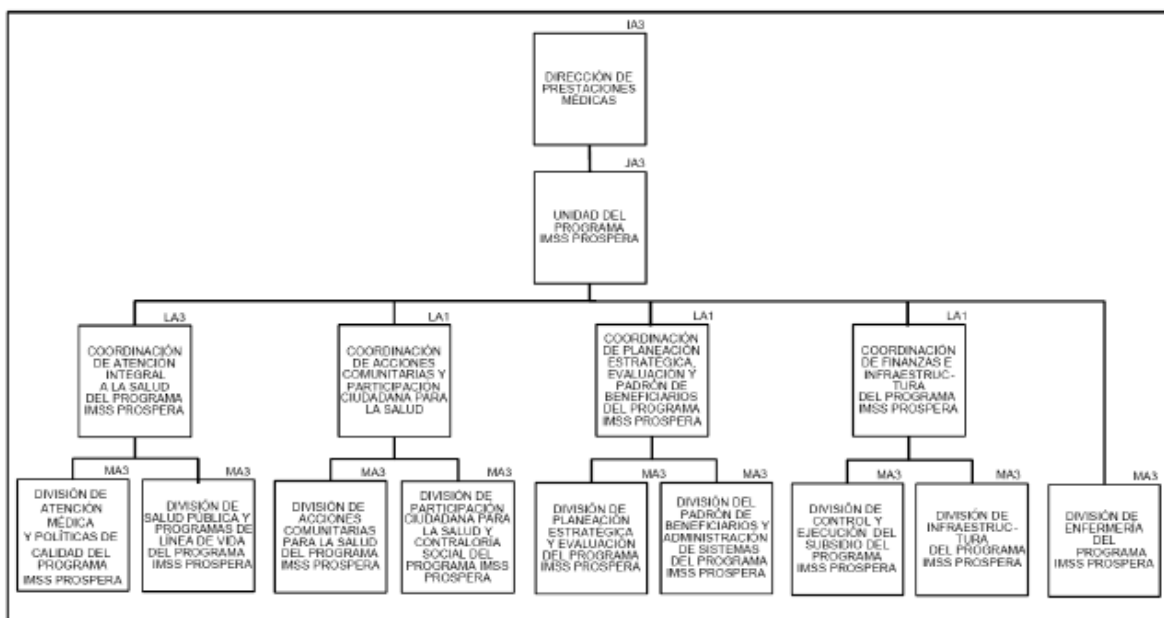 IA3
DIRECCIÓN DE
PRESTACIONES
MÉDICAS
JA3
UNIDAD DEL
PROGRAMA
IMSS PROSPERA
LA3
COORDINACIÓN
DE ATENCIÓN
INTEGRAL
A LA SALUD
DEL PROGRAMA
IMSS PROSPERA
LA1
COORDINACIÓN
DE ACCIONES
COMUNITARIAS Y
PARTICIPACIÓN
CIUDADANA PARA
LA SALUD
LA1
COORDINACIÓN
DE PLANEACIÓN
ESTRATÉGICA,
EVALUACIÓN Y
PADRÓN DE
BENEFICIARIOS
DEL PROGRAMA
IMSS PROSPERA
LA1
COORDINACIÓN
DE FINANZAS E
INFRAESTRUC-
TURA
DEL PROGRAMA
IMSS PROSPERA
MA3
DIVISIÓN DE
ATENCIÓN
MÉDICA
Y POLÍTICAS DE
CALIDAD DEL
PROGRAMA
IMSS PROSPERA
MA3
DIVISIÓN DE
SALUD PÚBLICA Y
PROGRAMAS DE
LÍNEA DE VIDA
DEL PROGRAMA
IMSS PROSPERA
MA3
DIVISIÓN DE
ACCIONES
COMUNITARIAS
PARA LA SALUD
DEL PROGRAMA
IMSS PROSPERA
MA3
DIVISIÓN DE
PARTICIPACIÓN
CIUDADANA PARA
LA SALUD Y
CONTRALORÍA
SOCIAL DEL
PROGRAMA IMSS
PROSPERA
MA3
DIVISIÓN DE
PLANEACIÓN
ESTRATÉGICA
Y EVALUACIÓN
DEL PROGRAMA
IMSS PROSPERA
MA3
DIVISIÓN DEL
PADRÓN DE
BENEFICIARIOS Y
ADMINISTRACIÓN
DE SISTEMAS
DEL PROGRAMA
IMSS PROSPERA
MA3
DIVISIÓN DE
CONTROL Y
EJECUCIÓN DEL
SUBSIDIO DEL
PROGRAMA
IMSS PROSPERA
MA3
DIVISIÓN DE
INFRAESTRUC-
TURA
DEL PROGRAMA
IMSS PROSPERA
MA3
DIVISIÓN DE
ENFERMERÍA
DEL
PROGRAMA
IMSS PROSPERA